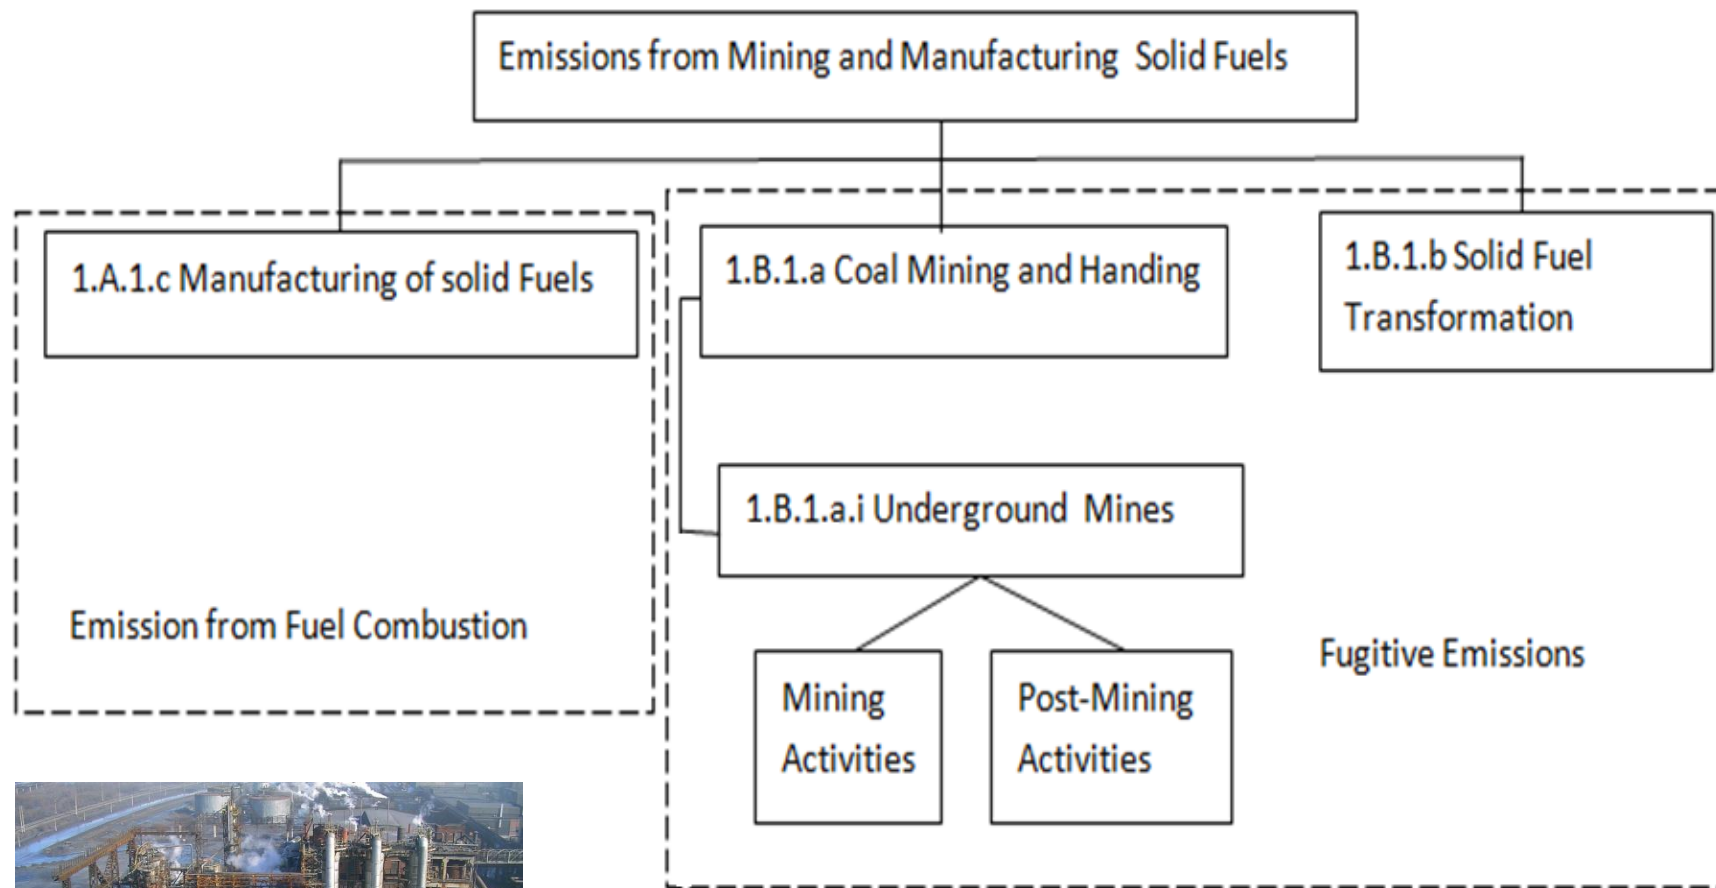 Emissions from Mining and Manufacturing Solid Fuels
1.A.1.c Manufacturing of solid Fuels
1.B.1.a Coal Mining and Handing
1.B.1.b Solid Fuel
Transformation
1.B.1.a.i Underground Mines
Emission from Fuel Combustion
Fugitive Emissions
Mining
Activities
Post-Mining
Activities